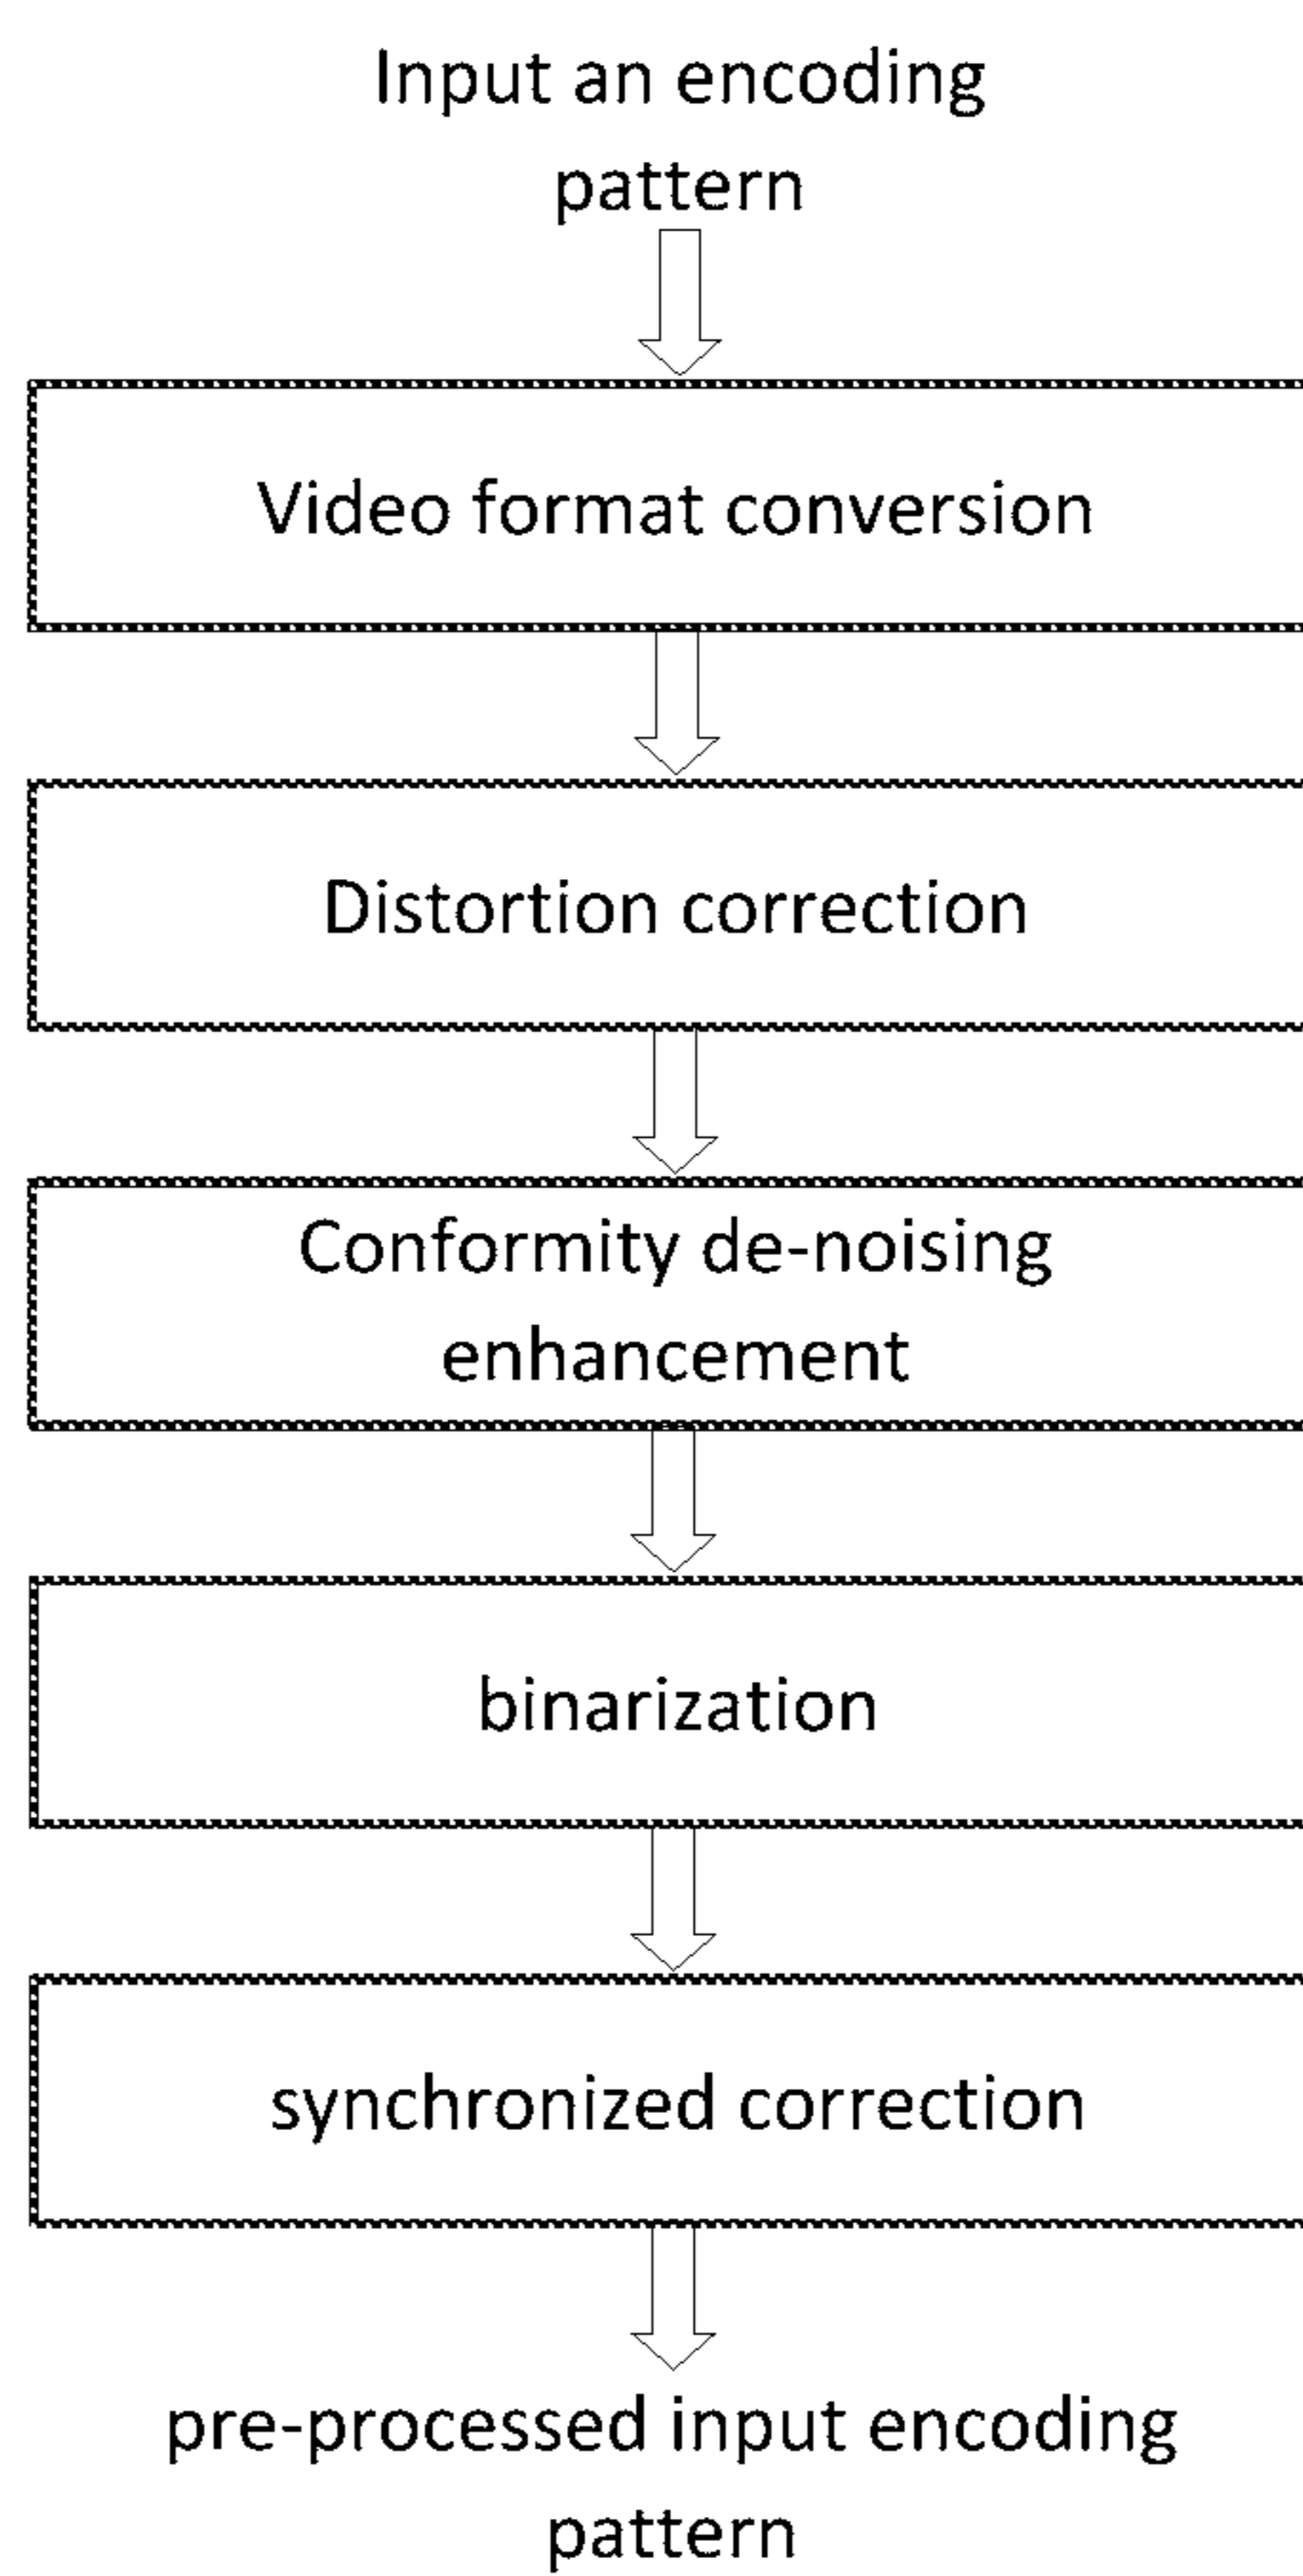 Input an encoding
pattern
Video format conversion
Distortion correction
Conformity de-noising
enhancement
binarization
synchronized correction
pre-processed input encoding
pattern